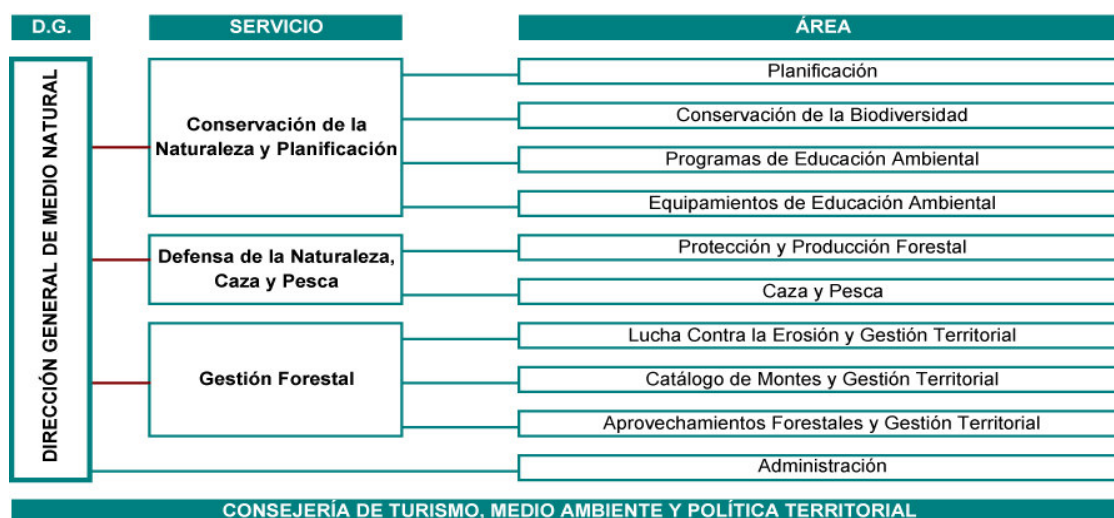 D.G.
SERVICIO
ÁREA
DIRECCIÓN GENERAL DE MEDIO NATURAL
Conservación de la
Naturaleza y Planificación
Planificación
Conservación de la Biodiversidad
Programas de Educación Ambiental
Equipamientos de Educación Ambiental
Defensa de la Naturaleza,
Caza y Pesca
Protección y Producción Forestal
Caza y Pesca
Gestión Forestal
Lucha Contra la Erosión y Gestión Territorial
Catálogo de Montes y Gestión Territorial
Aprovechamientos Forestales y Gestión Territorial
Administración
CONSEJERÍA DE TURISMO, MEDIO AMBIENTE Y POLÍTICA TERRITORIAL